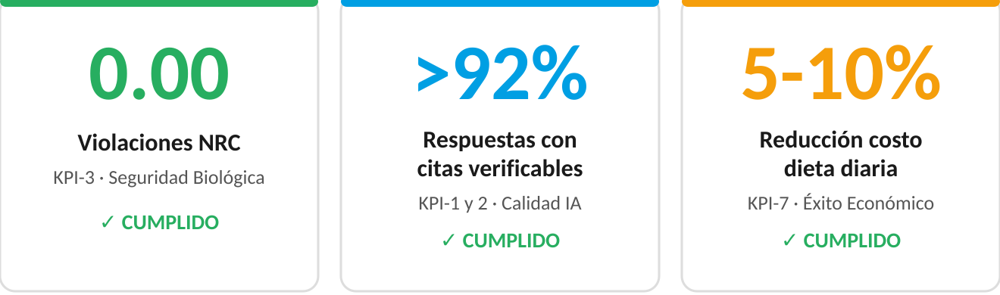 0.00
Violaciones NRC
KPI-3 · Seguridad Biológica
✓ CUMPLIDO
>92%
Respuestas con
citas verificables
KPI-1 y 2 · Calidad IA
✓ CUMPLIDO
5-10%
Reducción costo
dieta diaria
KPI-7 · Éxito Económico
✓ CUMPLIDO